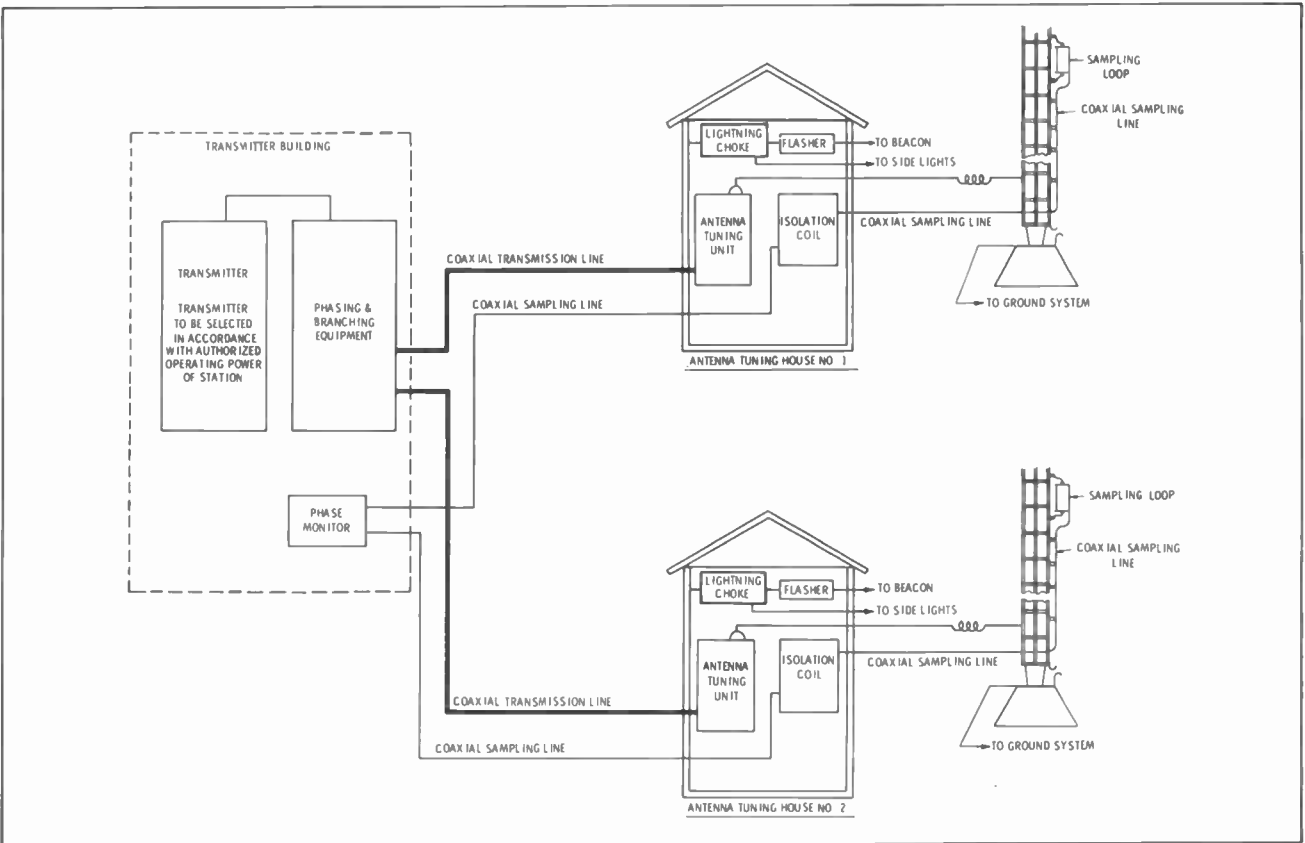 TRANSMITTER BUILDING
TRANSMITTER
TRANSMITTER
TO BE SELECTED
IN ACCORDANCE
WITH AUTHORIZED
OPERATING POWER
OF STATION
PHASING &
BRANCHING
EQUIPMENT
PHASE
MONITOR
COAXIAL TRANSMISSION LINE
COAXIAL SAMPLING LINE
LIGHTNING
CHOKE
FLASHER
TO BEACON
TO SIDE LIGHTS
ANTENNA
TUNING
UNIT
ISOLATION
COIL
COAXIAL SAMPLING LINE
ANTENNA TUNING HOUSE NO 1
SAMPLING
LOOP
COAXIAL SAMPLING
LINE
TO GROUND SYSTEM
COAXIAL TRANSMISSION LINE
COAXIAL SAMPLING LINE
LIGHTNING
CHOKE
FLASHER
TO BEACON
TO SIDE LIGHTS
ANTENNA
TUNING
UNIT
ISOLATION
COIL
COAXIAL SAMPLING LINE
ANTENNA TUNING HOUSE NO 2
SAMPLING LOOP
COAXIAL SAMPLING
LINE
TO GROUND SYSTEM